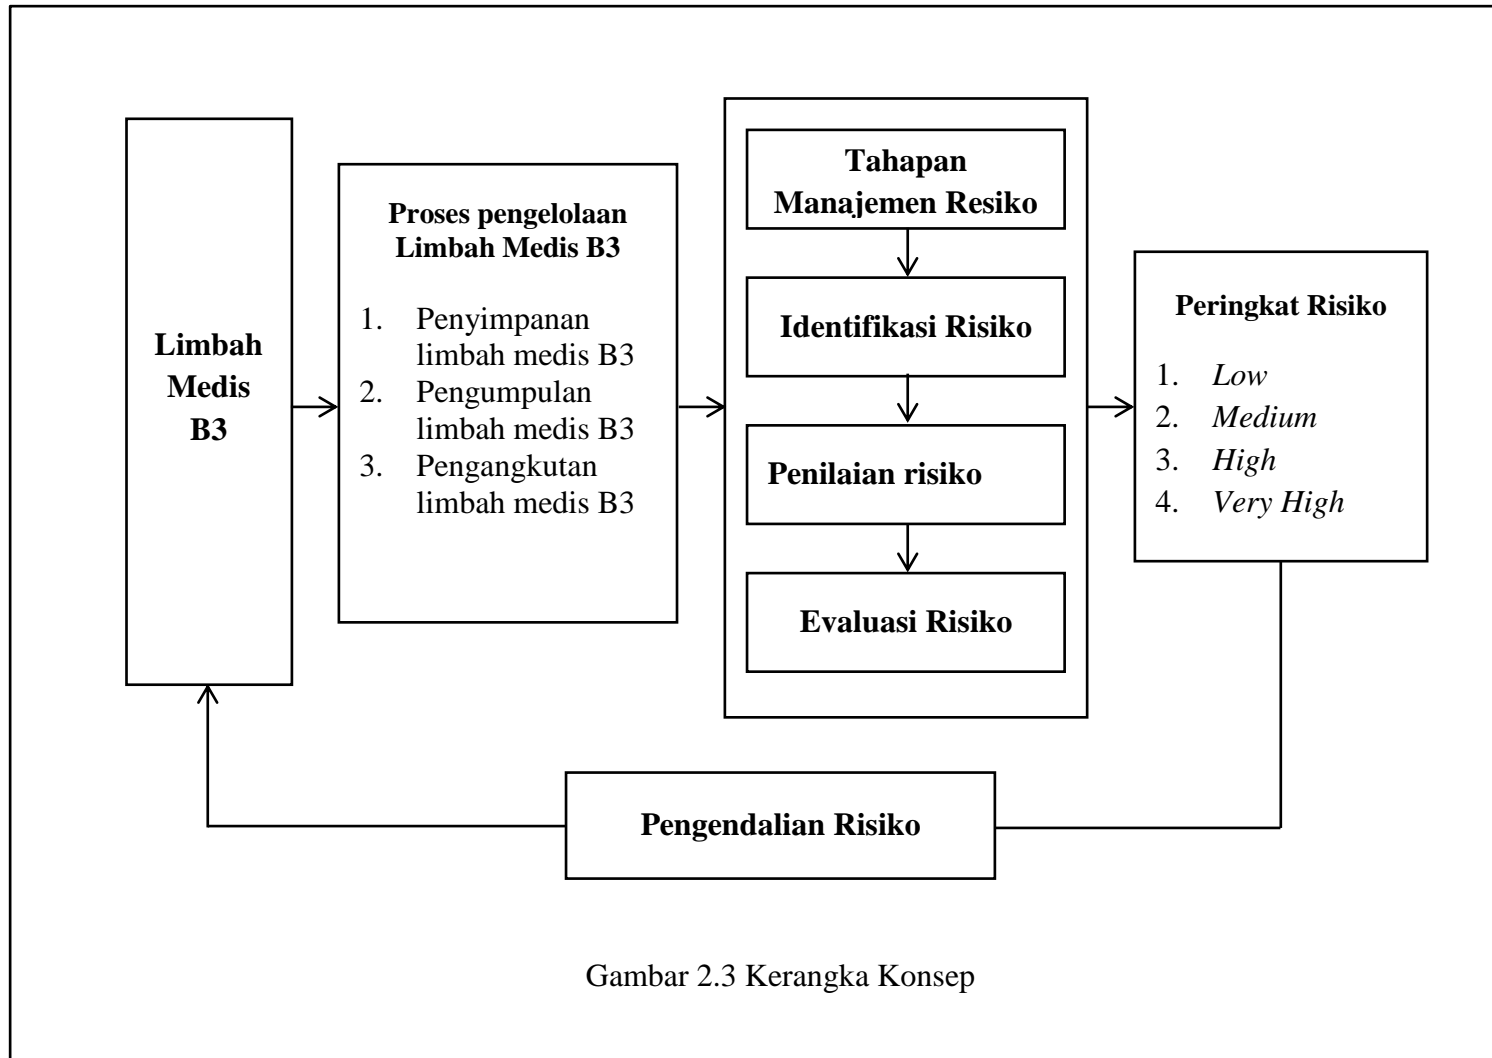 Limbah
Medis
B3
Proses pengelolaan
Limbah Medis B3
1. Penyimpanan
limbah medis B3
2. Pengumpulan
limbah medis B3
3. Pengangkutan
limbah medis B3
Tahapan
Manajemen Resiko
Identifikasi Risiko
Penilaian risiko
Evaluasi Risiko
Peringkat Risiko
1. Low
2. Medium
3. High
4. Very High
Pengendalian Risiko
Gambar 2.3 Kerangka Konsep